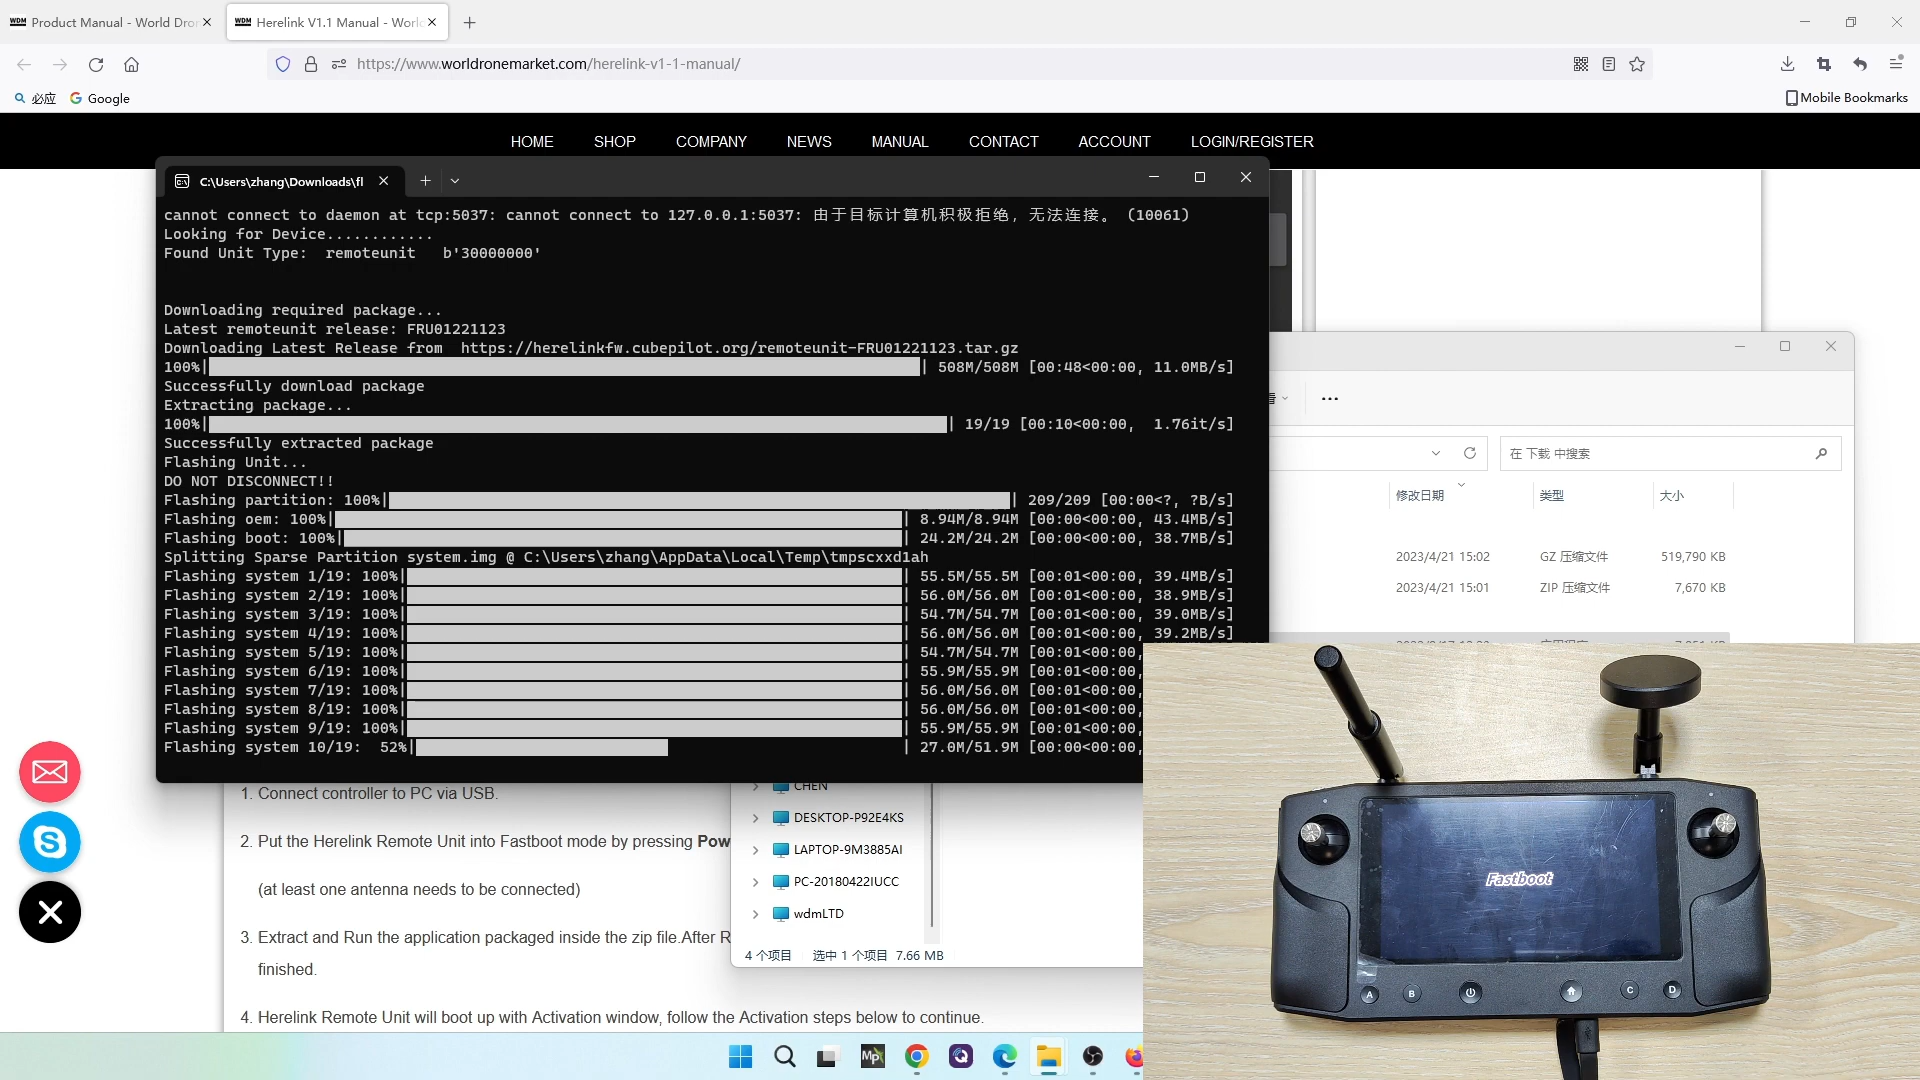 Product Manual - World Dro
Herelink V1.1 Manual - Worl
https://www.worldronemarket.com/herelink-v1-1-manual/
必应
Google
Mobile Bookmarks
HOME SHOP COMPANY NEWS MANUAL CONTACT ACCOUNT LOGIN/REGISTER
C:\Users\zhang\Downloads\fl
cannot connect to daemon at tcp:5037: cannot connect to 127.0.0.1:5037: 由于目标计算机积极拒绝，无法连接。 (10061)
Looking for Device............
Found Unit Type:  remoteunit   b'30000000'
Downloading required package...
Latest remoteunit release: FRU01221123
Downloading Latest Release from  https://herelinkfw.cubepilot.org/remoteunit-FRU01221123.tar.gz
100%| | 508M/508M [00:48<00:00, 11.0MB/s]
Successfully download package
Extracting package...
100%| | 19/19 [00:10<00:00,  1.76it/s]
Successfully extracted package
Flashing Unit...
DO NOT DISCONNECT!!
Flashing partition: 100%| | 209/209 [00:00<?, ?B/s]
Flashing oem: 100%| | 8.94M/8.94M [00:00<00:00, 43.4MB/s]
Flashing boot: 100%| | 24.2M/24.2M [00:00<00:00, 38.7MB/s]
Splitting Sparse Partition system.img @ C:\Users\zhang\AppData\Local\Temp\tmpscxxd1ah
Flashing system 1/19: 100%| | 55.5M/55.5M [00:01<00:00, 39.4MB/s]
Flashing system 2/19: 100%| | 56.0M/56.0M [00:01<00:00, 38.9MB/s]
Flashing system 3/19: 100%| | 54.7M/54.7M [00:01<00:00, 39.0MB/s]
Flashing system 4/19: 100%| | 56.0M/56.0M [00:01<00:00, 39.2MB/s]
Flashing system 5/19: 100%| | 54.7M/54.7M [00:01<00:00,
Flashing system 6/19: 100%| | 55.9M/55.9M [00:01<00:00,
Flashing system 7/19: 100%| | 56.0M/56.0M [00:01<00:00,
Flashing system 8/19: 100%| | 56.0M/56.0M [00:01<00:00,
Flashing system 9/19: 100%| | 55.9M/55.9M [00:01<00:00,
Flashing system 10/19:  52%| | 27.0M/51.9M [00:00<00:00,
在 下载 中搜索
修改日期 类型 大小
2023/4/21 15:02 GZ 压缩文件 519,790 KB
2023/4/21 15:01 ZIP 压缩文件 7,670 KB
CHEN
DESKTOP-P92E4KS
LAPTOP-9M3885AI
PC-20180422IUCC
wdmLTD
4 个项目 选中 1 个项目 7.66 MB
1. Connect controller to PC via USB.
2. Put the Herelink Remote Unit into Fastboot mode by pressing Pow
(at least one antenna needs to be connected)
3. Extract and Run the application packaged inside the zip file.After R
finished.
4. Herelink Remote Unit will boot up with Activation window, follow the Activation steps below to continue.
Fastboot
A B C D